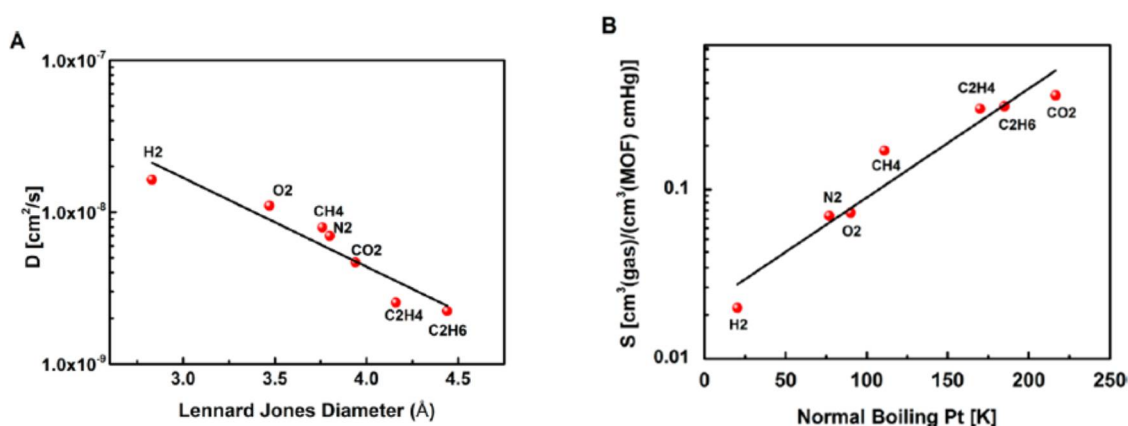 A
1.0x10⁻⁷
1.0x10⁻⁸
1.0x10⁻⁹
D [cm²/s]
H2
O2
CH4
N2
CO2
C2H4
C2H6
3.0
3.5
4.0
4.5
Lennard Jones Diameter (Å)
B
S [cm³(gas)/(cm³(MOF) cmHg)]
0.1
0.01
C2H4
C2H6
CO2
CH4
N2
O2
H2
0
50
100
150
200
250
Normal Boiling Pt [K]